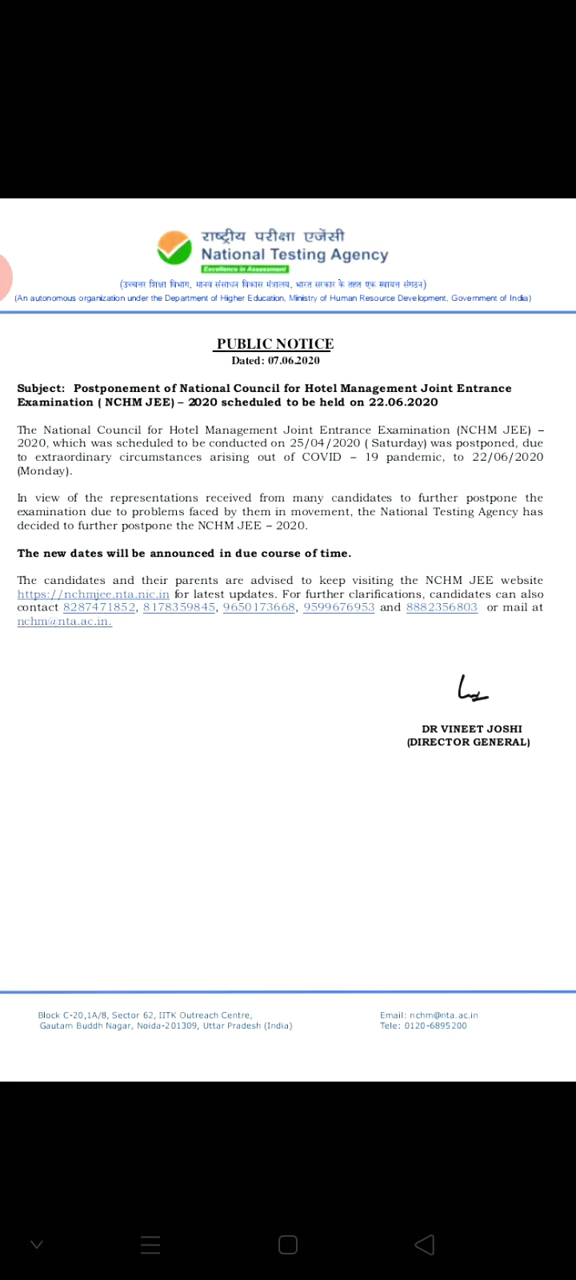 राष्ट्रीय परीक्षा एजेंसी
National Testing Agency
Excellence in Assessment
(उच्चतर शिक्षा विभाग, मानव संसाधन विकास मंत्रालय, भारत सरकार के तहत एक स्वायत्त संगठन)
(An autonomous organization under the Department of Higher Education, Ministry of Human Resource Development, Government of India)
PUBLIC NOTICE
Dated: 07.06.2020
Subject: Postponement of National Council for Hotel Management Joint Entrance
Examination ( NCHM JEE) – 2020 scheduled to be held on 22.06.2020
The National Council for Hotel Management Joint Entrance Examination (NCHM JEE) –
2020, which was scheduled to be conducted on 25/04/2020 ( Saturday) was postponed, due
to extraordinary circumstances arising out of COVID – 19 pandemic, to 22/06/2020
(Monday).
In view of the representations received from many candidates to further postpone the
examination due to problems faced by them in movement, the National Testing Agency has
decided to further postpone the NCHM JEE – 2020.
The new dates will be announced in due course of time.
The candidates and their parents are advised to keep visiting the NCHM JEE website
https://nchmjee.nta.nic.in for latest updates. For further clarifications, candidates can also
contact 8287471852, 8178359845, 9650173668, 9599676953 and 8882356803 or mail at
nchm@nta.ac.in.
DR VINEET JOSHI
(DIRECTOR GENERAL)
Block C-20,1A/8, Sector 62, IITK Outreach Centre,
Gautam Buddh Nagar, Noida-201309, Uttar Pradesh (India)
Email: nchm@nta.ac.in
Tele: 0120-6895200